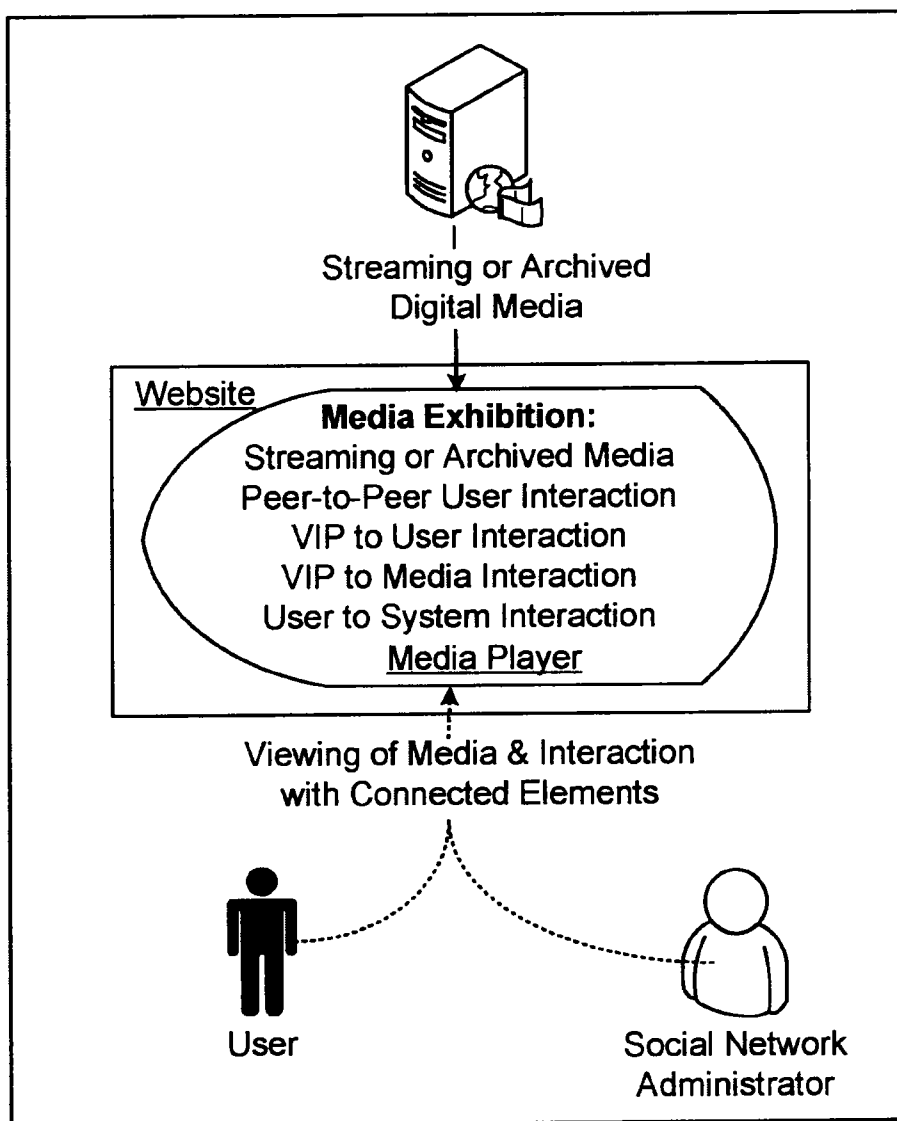 Streaming or Archived
Digital Media
Website
Media Exhibition:
Streaming or Archived Media
Peer-to-Peer User Interaction
VIP to User Interaction
VIP to Media Interaction
User to System Interaction
Media Player
Viewing of Media & Interaction
with Connected Elements
User
Social Network
Administrator